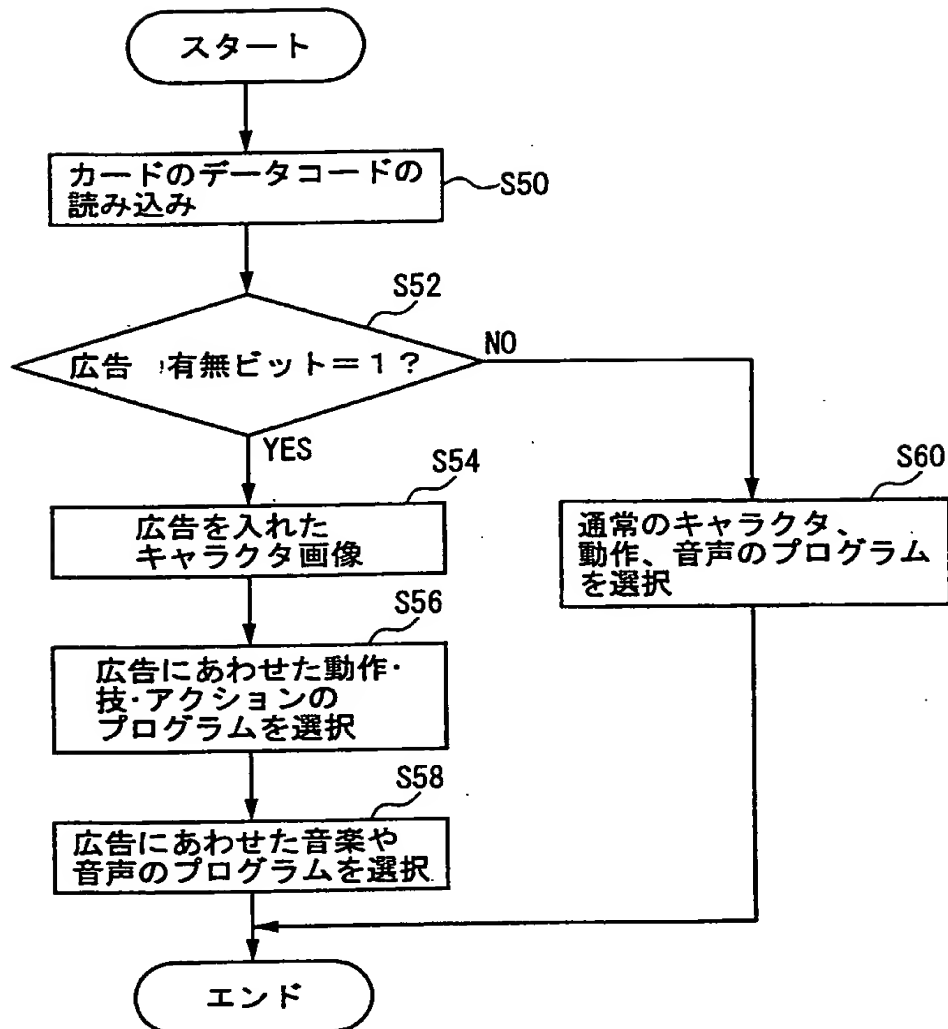 スタート
カードのデータコードの
読み込み
S50
S52
広告 有無ビット=1?
NO
YES
S54
広告を入れた
キャラクタ画像
S60
通常のキャラクタ、
動作、音声のプログラム
を選択
S56
広告にあわせた動作・
技・アクションの
プログラムを選択
S58
広告にあわせた音楽や
音声のプログラムを選択
エンド